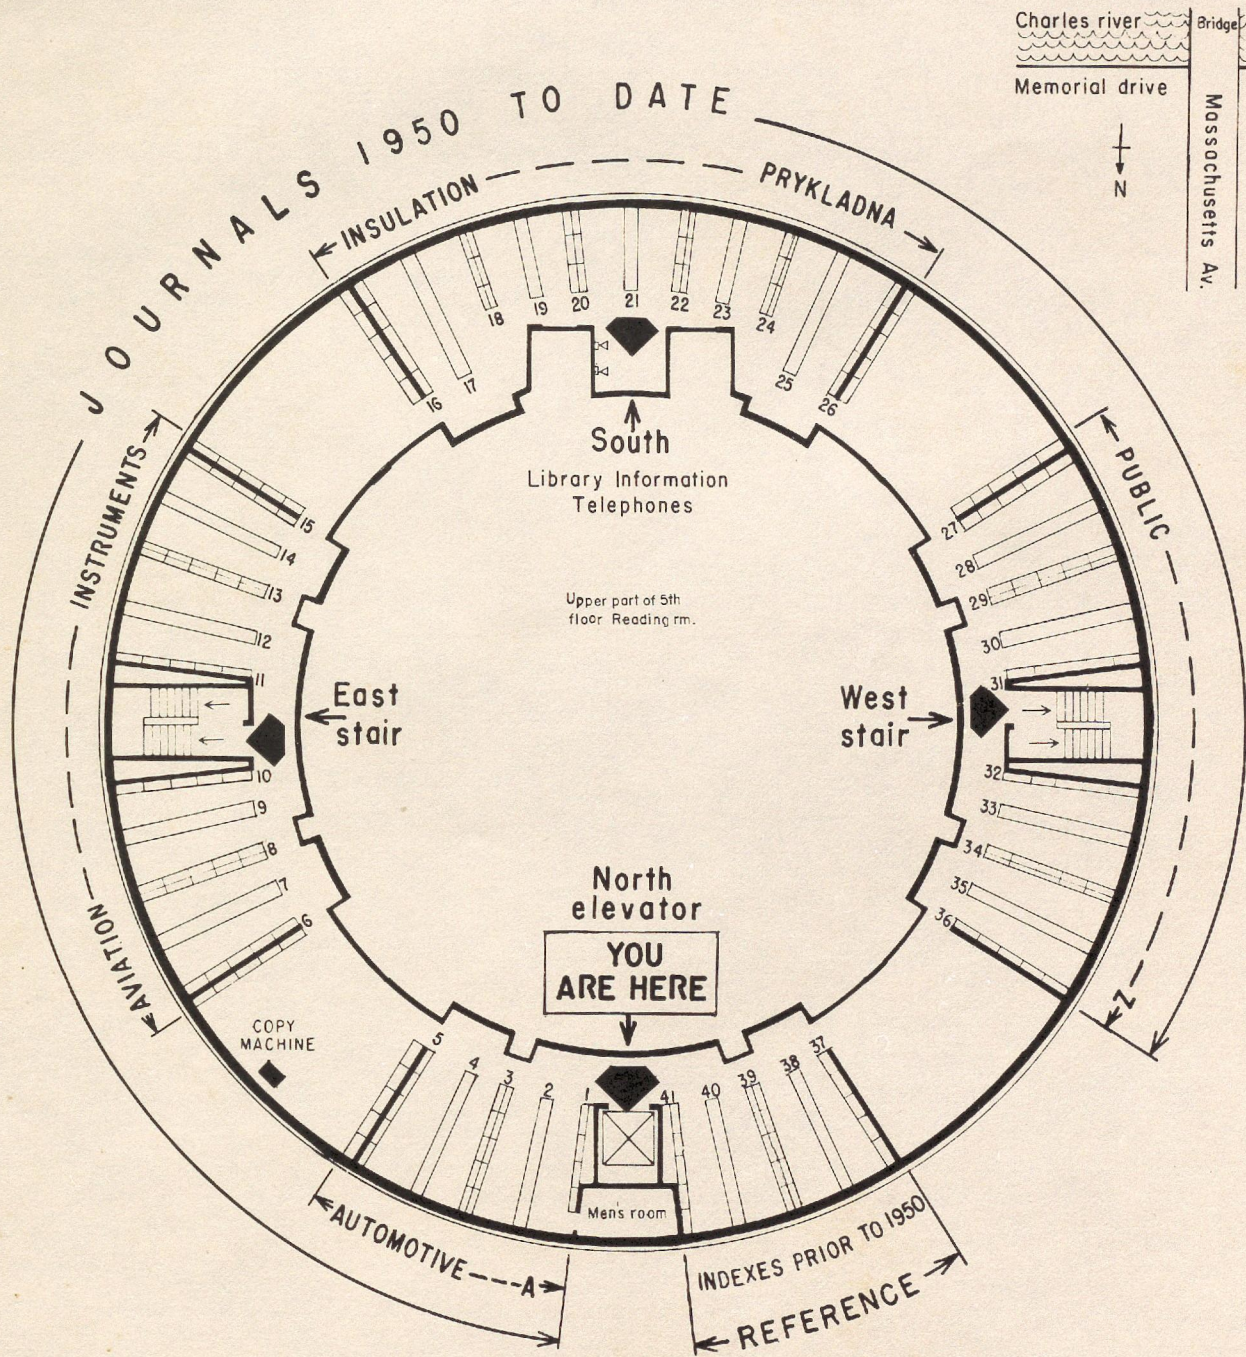 Charles river
Bridge
Memorial drive
N
Massachusetts Av.
JOURNALS 1950 TO DATE
INSULATION
PRYKLADNA
INSTRUMENTS
PUBLIC
AVIATION
Z
AUTOMOTIVE
A
INDEXES PRIOR TO 1950
REFERENCE
16
17
18
19
20
21
22
23
24
25
26
15
14
13
12
11
10
9
8
7
6
27
28
29
30
31
32
33
34
35
36
South
Library Information
Telephones
Upper part of 5th
floor Reading rm.
East
stair
West
stair
North
elevator
YOU
ARE HERE
COPY
MACHINE
5
4
3
2
1
41
40
39
38
37
Men's room